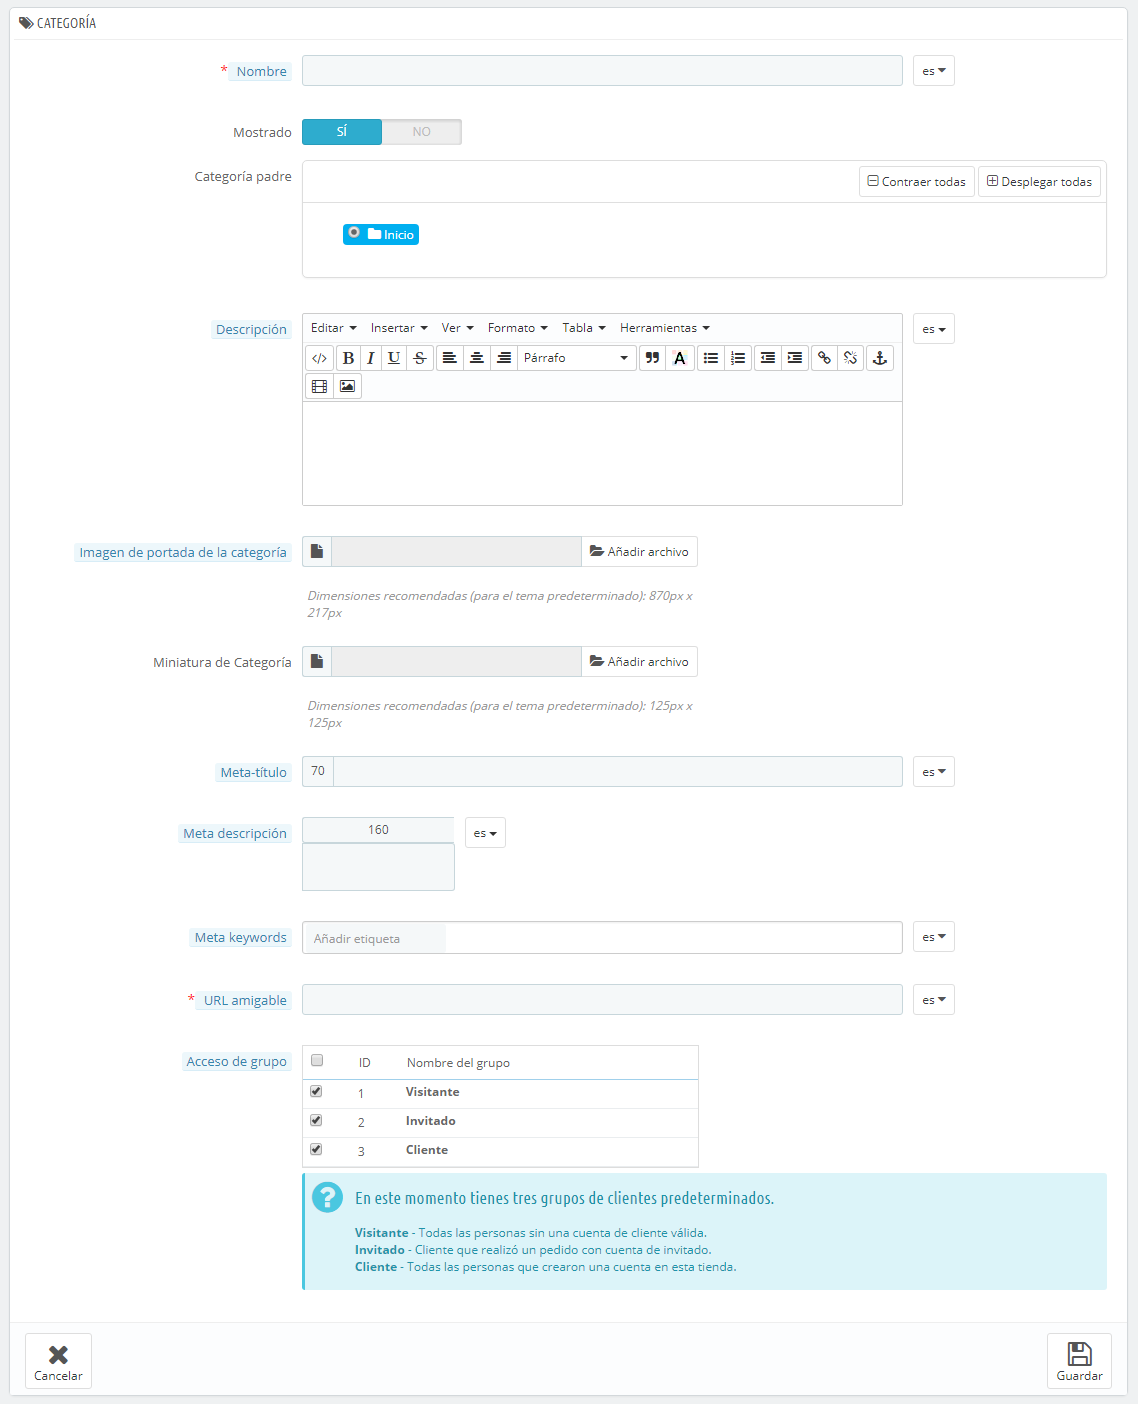 CATEGORÍA
* Nombre
es
Mostrado
SÍ
NO
Categoría padre
Contraer todas
Desplegar todas
Inicio
Descripción
Editar
Insertar
Ver
Formato
Tabla
Herramientas
es
B I U S
Párrafo
A
Imagen de portada de la categoría
Añadir archivo
Dimensiones recomendadas (para el tema predeterminado): 870px x
217px
Miniatura de Categoría
Añadir archivo
Dimensiones recomendadas (para el tema predeterminado): 125px x
125px
Meta-título
70
es
Meta descripción
160
es
Meta keywords
Añadir etiqueta
es
* URL amigable
es
Acceso de grupo
ID Nombre del grupo
1 Visitante
2 Invitado
3 Cliente
En este momento tienes tres grupos de clientes predeterminados.
Visitante - Todas las personas sin una cuenta de cliente válida.
Invitado - Cliente que realizó un pedido con cuenta de invitado.
Cliente - Todas las personas que crearon una cuenta en esta tienda.
Cancelar
Guardar